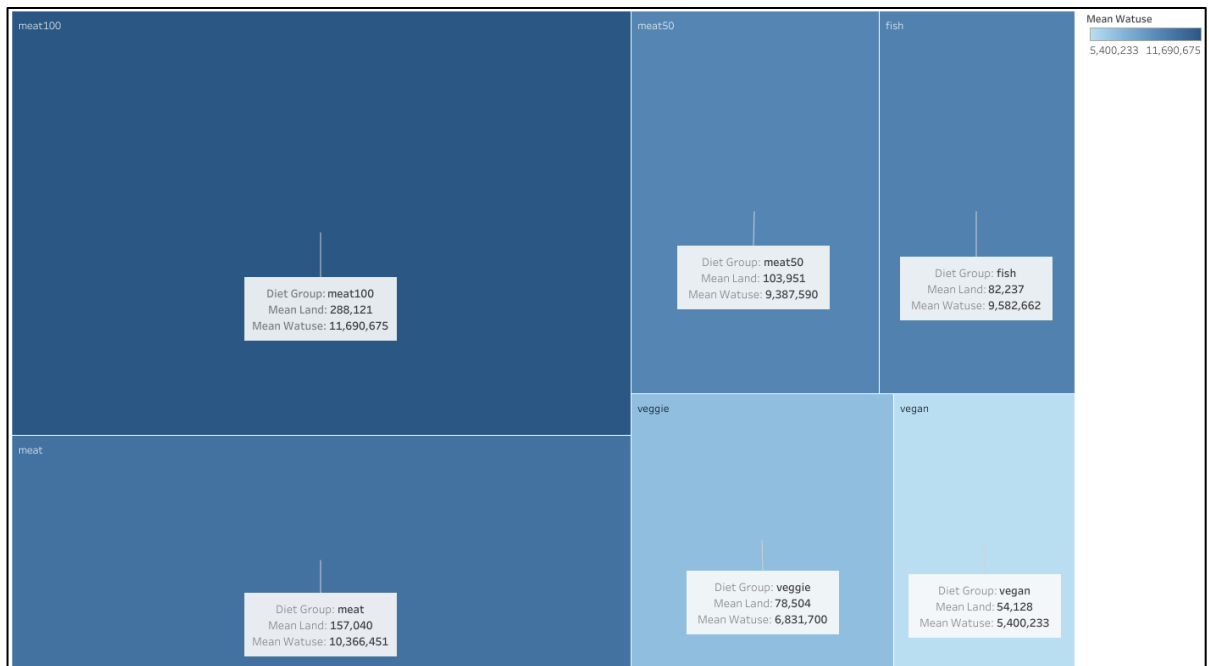 meat100
Diet Group: meat100
Mean Land: 288,121
Mean Watuse: 11,690,675
meat
Diet Group: meat
Mean Land: 157,040
Mean Watuse: 10,366,451
meat50
Diet Group: meat50
Mean Land: 103,951
Mean Watuse: 9,387,590
fish
Diet Group: fish
Mean Land: 82,237
Mean Watuse: 9,582,662
veggie
Diet Group: veggie
Mean Land: 78,504
Mean Watuse: 6,831,700
vegan
Diet Group: vegan
Mean Land: 54,128
Mean Watuse: 5,400,233
Mean Watuse
5,400,233 11,690,675